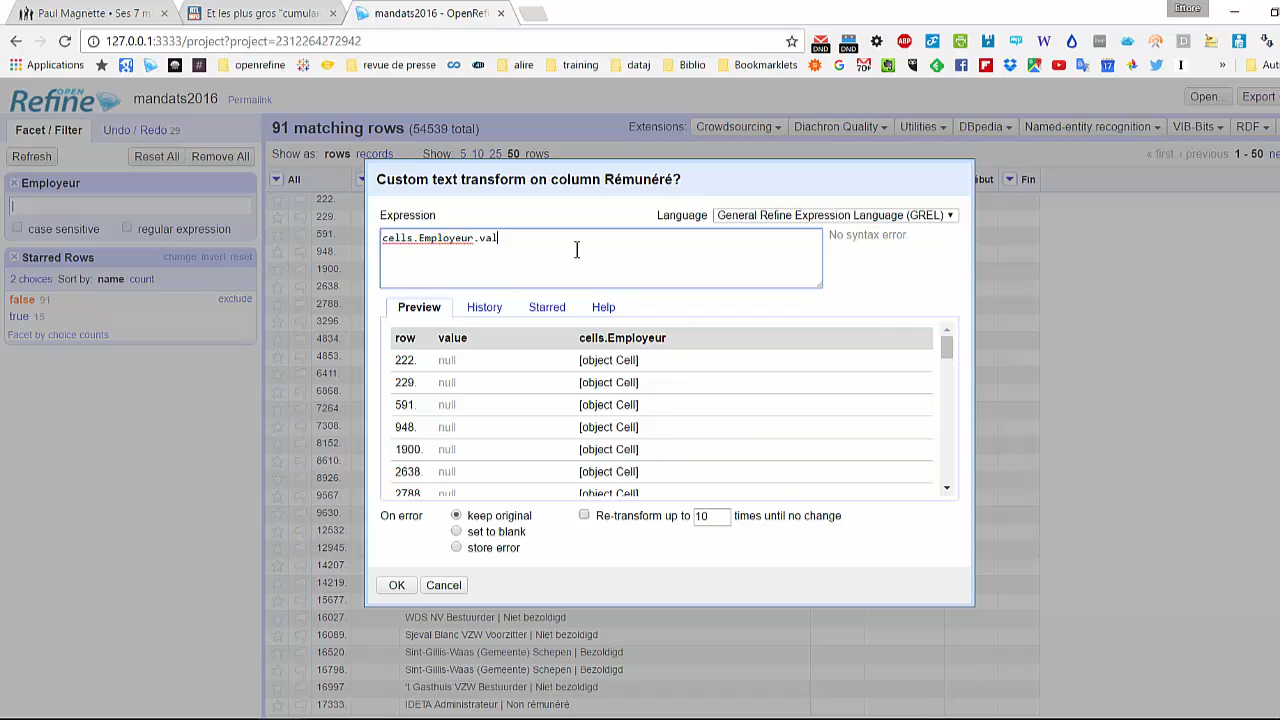 Paul Magnette • Ses 7 m
Et les plus gros "cumular
mandats2016 - OpenRefi
Ettore
127.0.0.1:3333/project?project=2312264272942
Applications openrefine revue de presse alire training dataj Biblio Bookmarklets » Aut
OPEN Refine mandats2016 Permalink Open... Export
Facet / Filter Undo / Redo 29
91 matching rows (54539 total)
Extensions: Crowdsourcing Diachron Quality Utilities DBpedia Named-entity recognition VIB-Bits RDF
Refresh Reset All Remove All
Show as: rows records Show: 5 10 25 50 rows
« first ‹ previous 1 - 50 ne
Employeur
case sensitive regular expression
Starred Rows change invert reset
2 choices Sort by: name count
false 91 exclude
true 15
Facet by choice counts
All ébut Fin
222.
229.
591.
948.
1900.
2638.
2788.
3296.
4834.
4853.
6411.
6868.
7264.
7308.
8152.
8610.
8926.
9567.
9630.
12532.
12945.
14207.
14219.
15677.
16027. WDS NV Bestuurder | Niet bezoldigd
16089. Sjeval Blanc VZW Voorzitter | Niet bezoldigd
16520. Sint-Gillis-Waas (Gemeente) Schepen | Bezoldigd
16796. Sint-Gillis-Waas (Gemeente) Schepen | Bezoldigd
16997. 't Gasthuis VZW Bestuurder | Niet bezoldigd
17333. IDETA Administrateur | Non rémunéré
Custom text transform on column Rémunéré?
Expression Language General Refine Expression Language (GREL)
cells.Employeur.val
No syntax error.
Preview History Starred Help
row value cells.Employeur
222. null [object Cell]
229. null [object Cell]
591. null [object Cell]
948. null [object Cell]
1900. null [object Cell]
2638. null [object Cell]
2788. null [object Cell]
On error keep original Re-transform up to 10 times until no change
set to blank
store error
OK Cancel